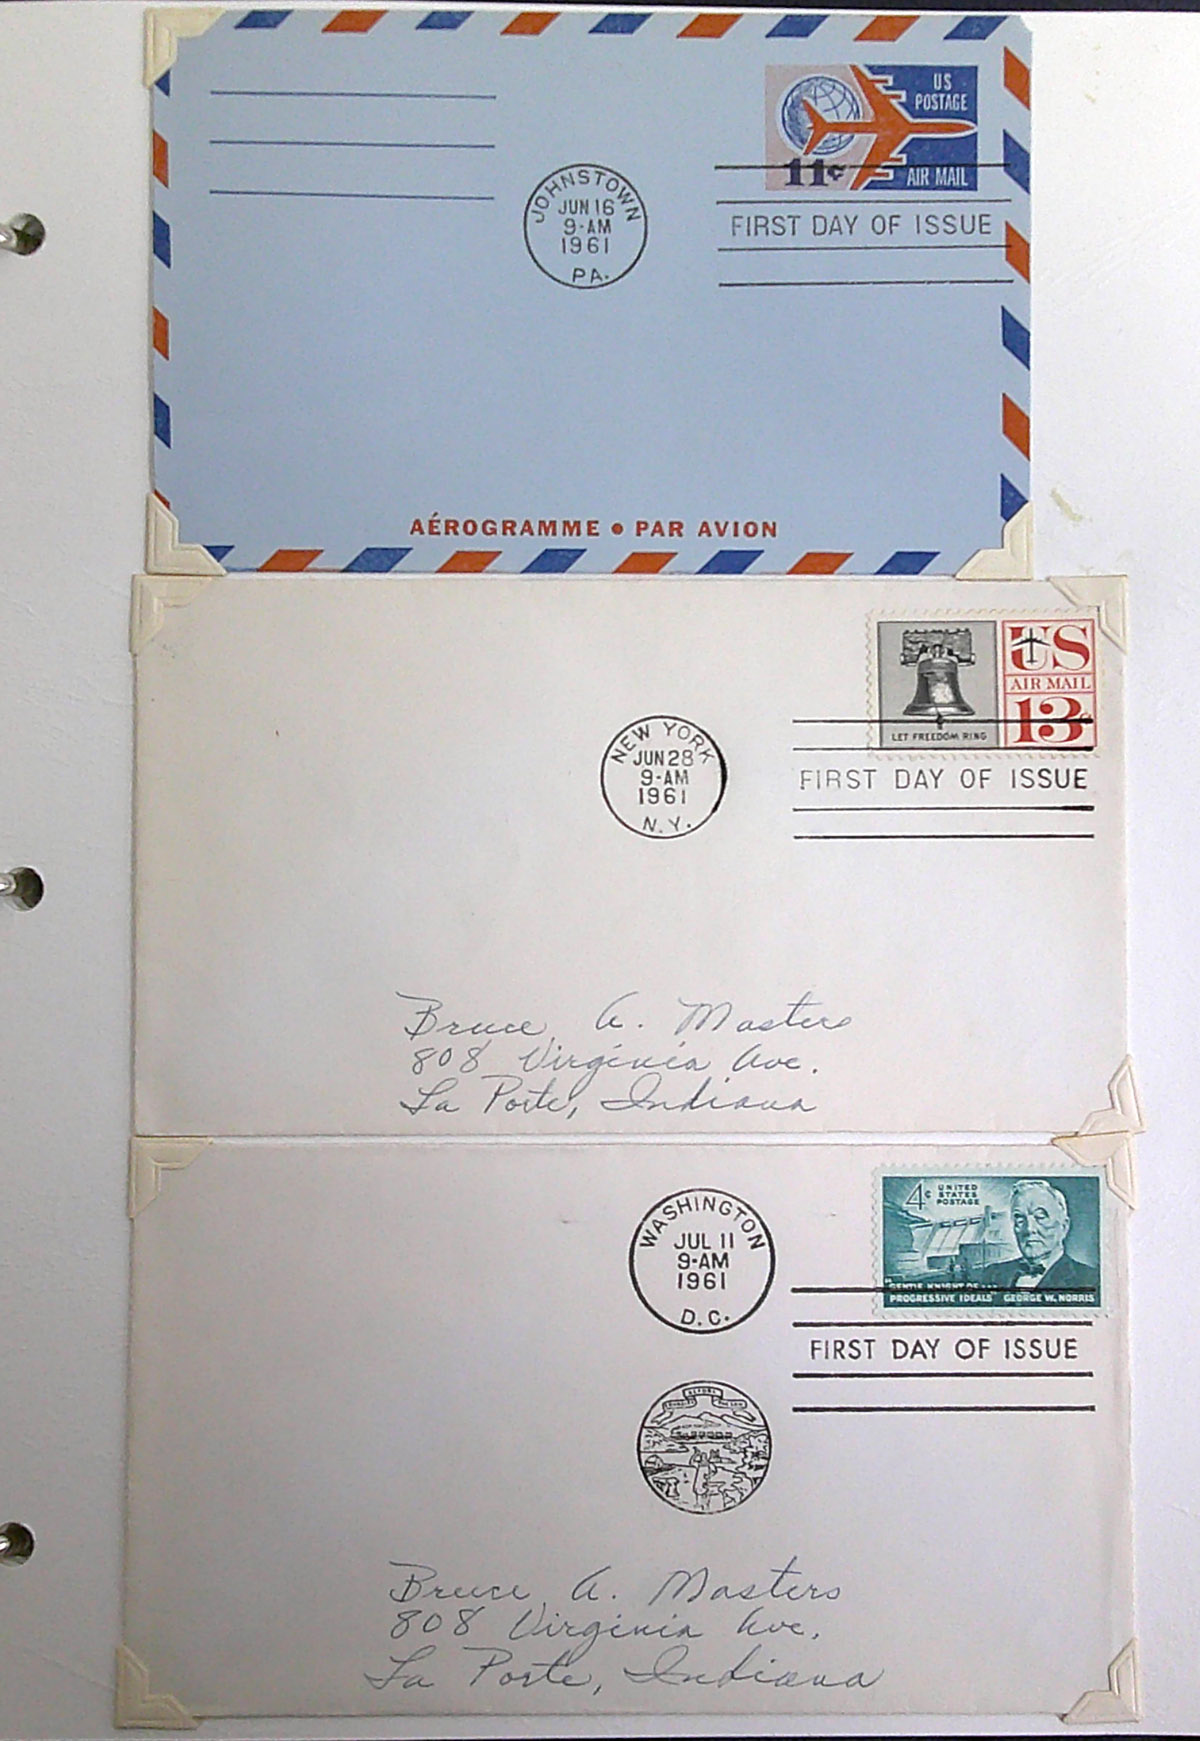 US
POSTAGE
11¢
AIR MAIL
JOHNSTOWN
JUN 16
9-AM
1961
PA.
FIRST DAY OF ISSUE
AÉROGRAMME • PAR AVION
US
AIR MAIL
13¢
LET FREEDOM RING
NEW YORK
JUN 28
9-AM
1961
N.Y.
FIRST DAY OF ISSUE
Bruce A. Masters
808 Virginia Ave.
La Porte, Indiana
4¢
UNITED
STATES
POSTAGE
"GENTLE KNIGHT OF
PROGRESSIVE IDEALS" GEORGE W. NORRIS
WASHINGTON
JUL 11
9-AM
1961
D.C.
FIRST DAY OF ISSUE
Bruce A. Masters
808 Virginia Ave.
La Porte, Indiana